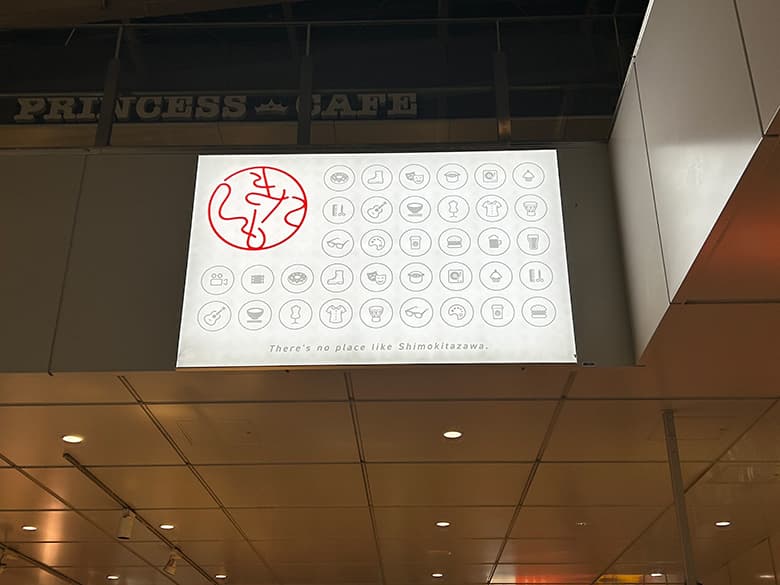 PRINCESS CAFE
There's no place like Shimokitazawa.